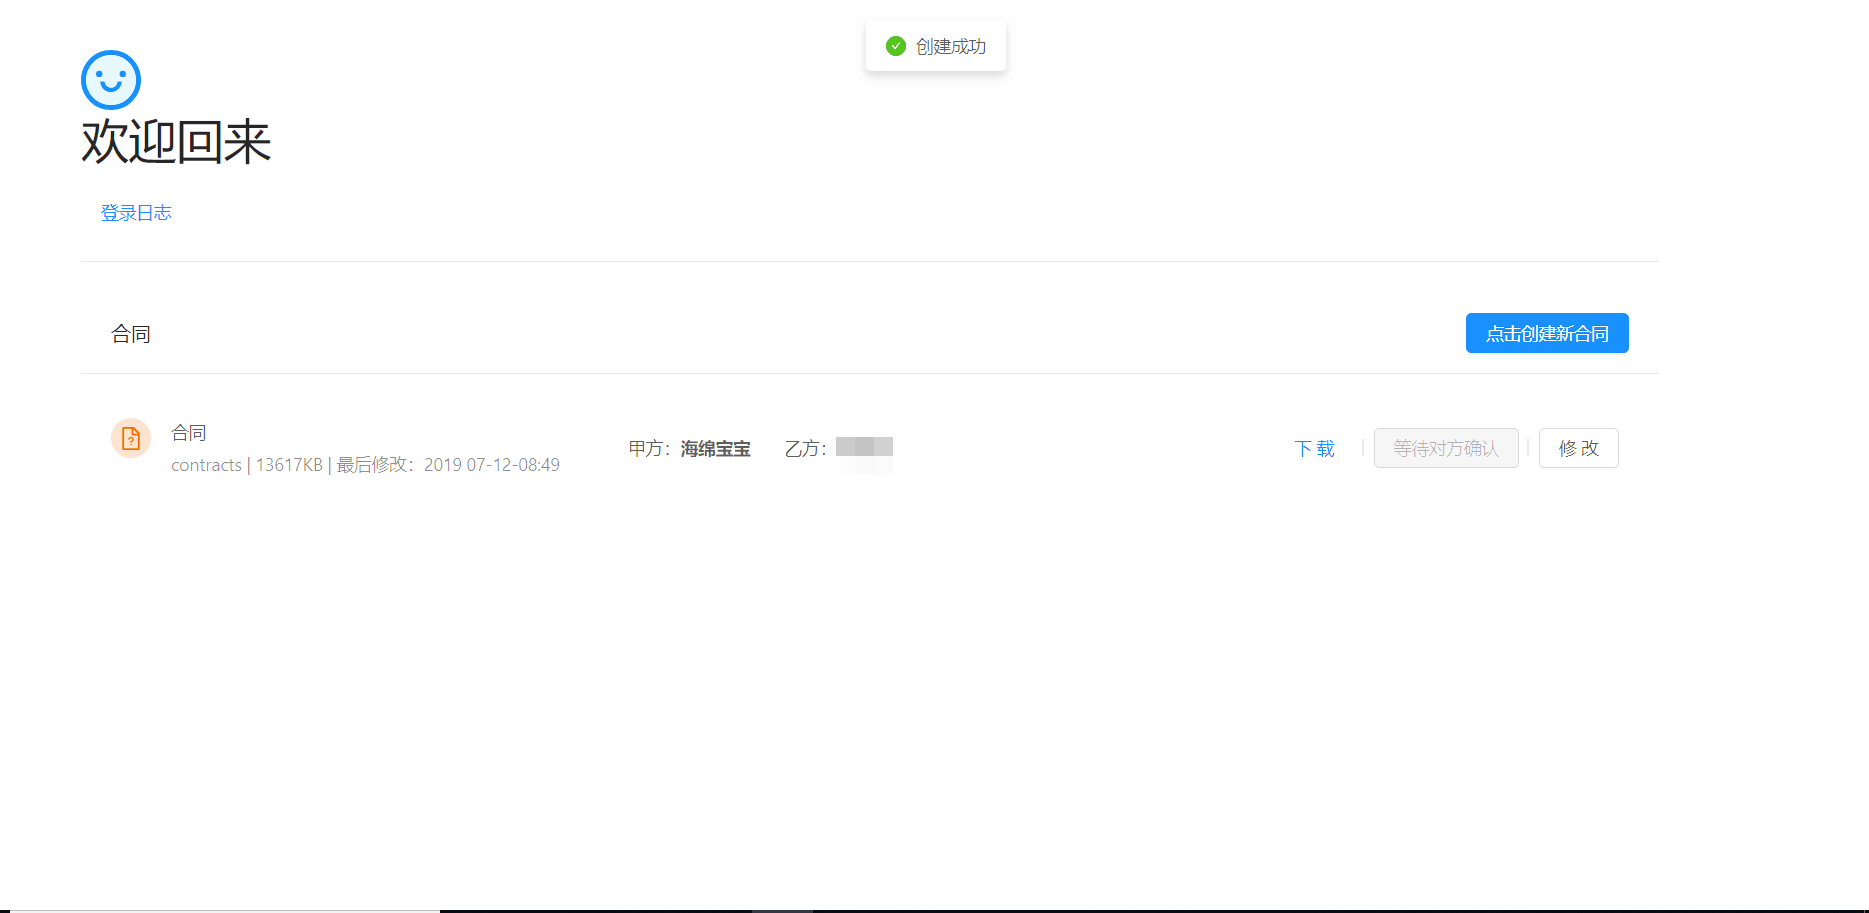 创建成功
欢迎回来
登录日志
合同
点击创建新合同
合同
contracts | 13617KB | 最后修改：2019 07-12-08:49
甲方：海绵宝宝 乙方：
下 载
等待对方确认
修 改